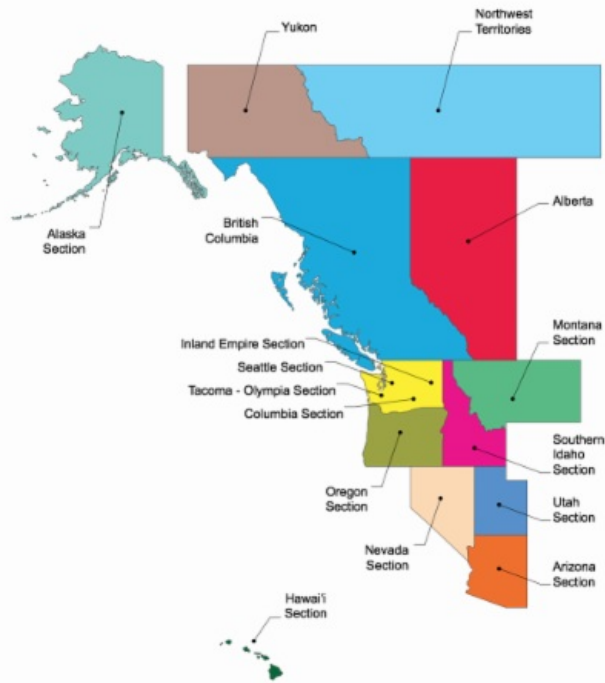 Yukon
Northwest
Territories
Alaska
Section
British
Columbia
Alberta
Montana
Section
Inland Empire Section
Seattle Section
Tacoma - Olympia Section
Columbia Section
Southern
Idaho
Section
Oregon
Section
Utah
Section
Nevada
Section
Arizona
Section
Hawai'i
Section